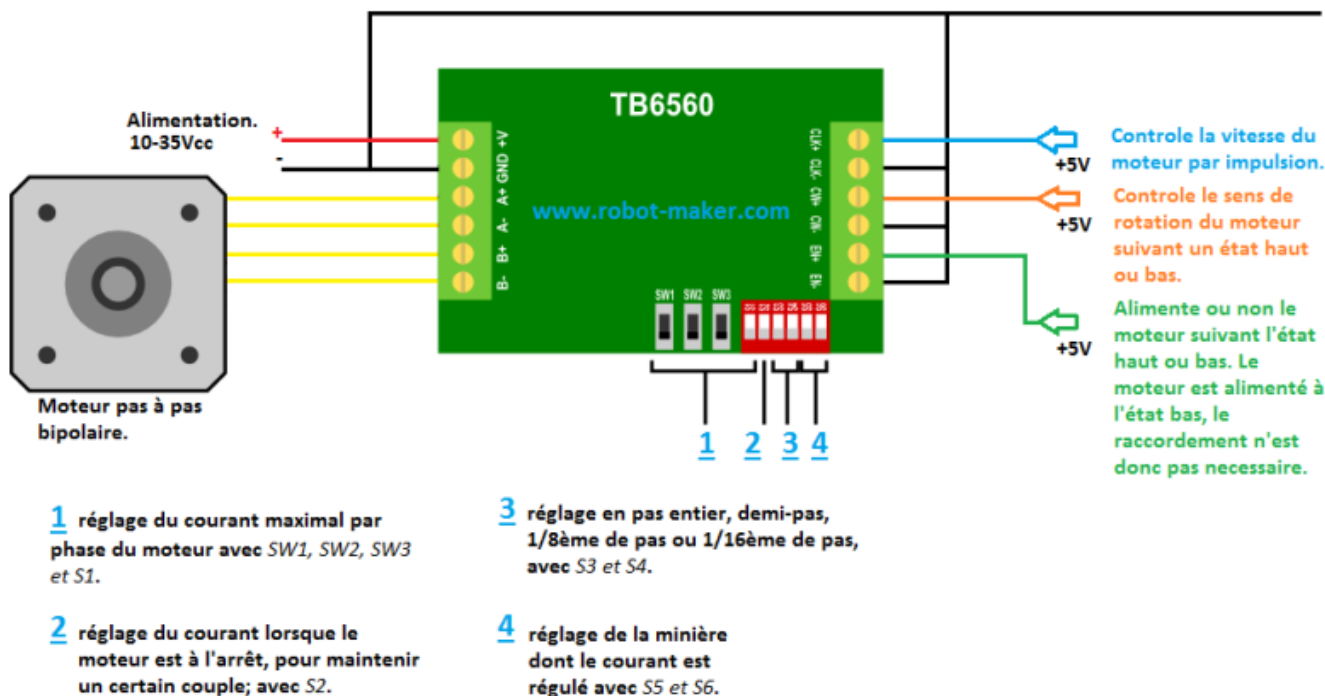 TB6560
Alimentation.
10-35Vcc
+
-
+V
GND
A+
A-
B+
B-
www.robot-maker.com
CLK+
CLK-
CW+
CW-
EN+
EN-
SW1 SW2 SW3
+5V
Controle la vitesse du
moteur par impulsion.
+5V
Controle le sens de
rotation du moteur
suivant un état haut
ou bas.
+5V
Alimente ou non le
moteur suivant l'état
haut ou bas. Le
moteur est alimenté à
l'état bas, le
raccordement n'est
donc pas necessaire.
Moteur pas à pas
bipolaire.
1 2 3 4
1 réglage du courant maximal par
phase du moteur avec SW1, SW2, SW3
et S1.
2 réglage du courant lorsque le
moteur est à l'arrêt, pour maintenir
un certain couple; avec S2.
3 réglage en pas entier, demi-pas,
1/8ème de pas ou 1/16ème de pas,
avec S3 et S4.
4 réglage de la minière
dont le courant est
régulé avec S5 et S6.